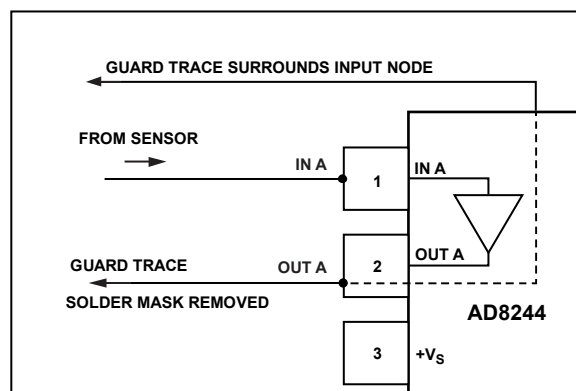 GUARD TRACE SURROUNDS INPUT NODE
FROM SENSOR
IN A
1
IN A
OUT A
2
OUT A
GUARD TRACE
SOLDER MASK REMOVED
AD8244
3
+VS